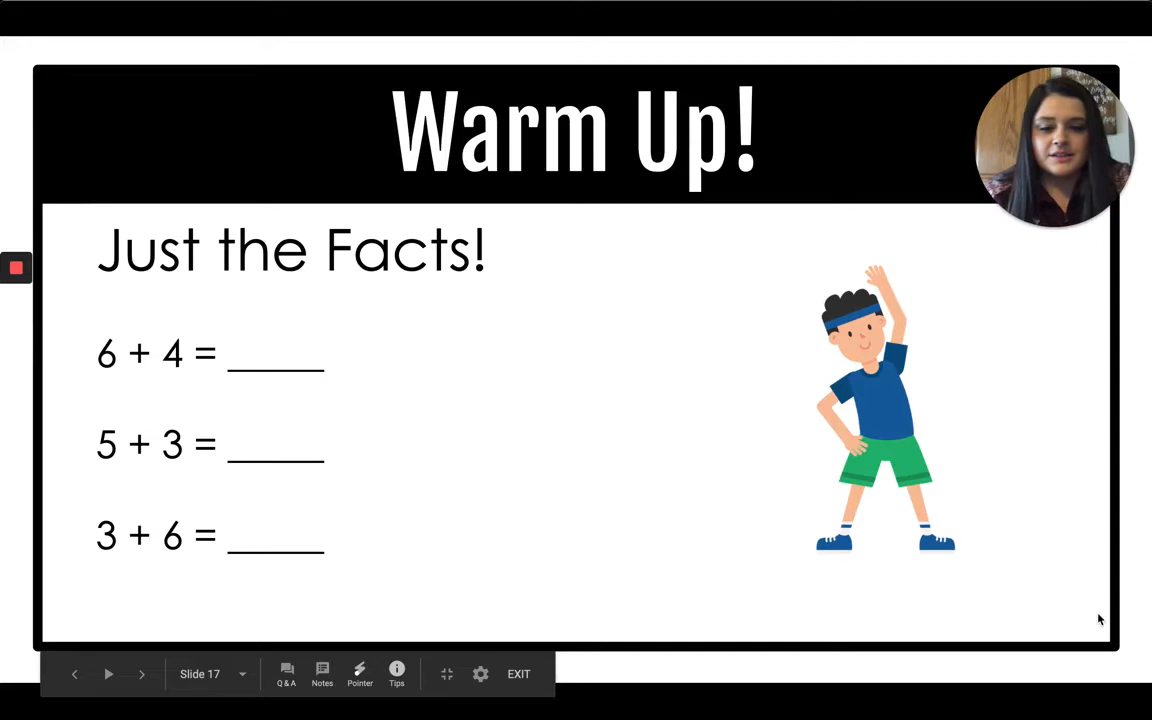 Warm Up!
Just the Facts!
6 + 4 = _____
5 + 3 = _____
3 + 6 = _____
Slide 17
Q & A
Notes
Pointer
Tips
EXIT